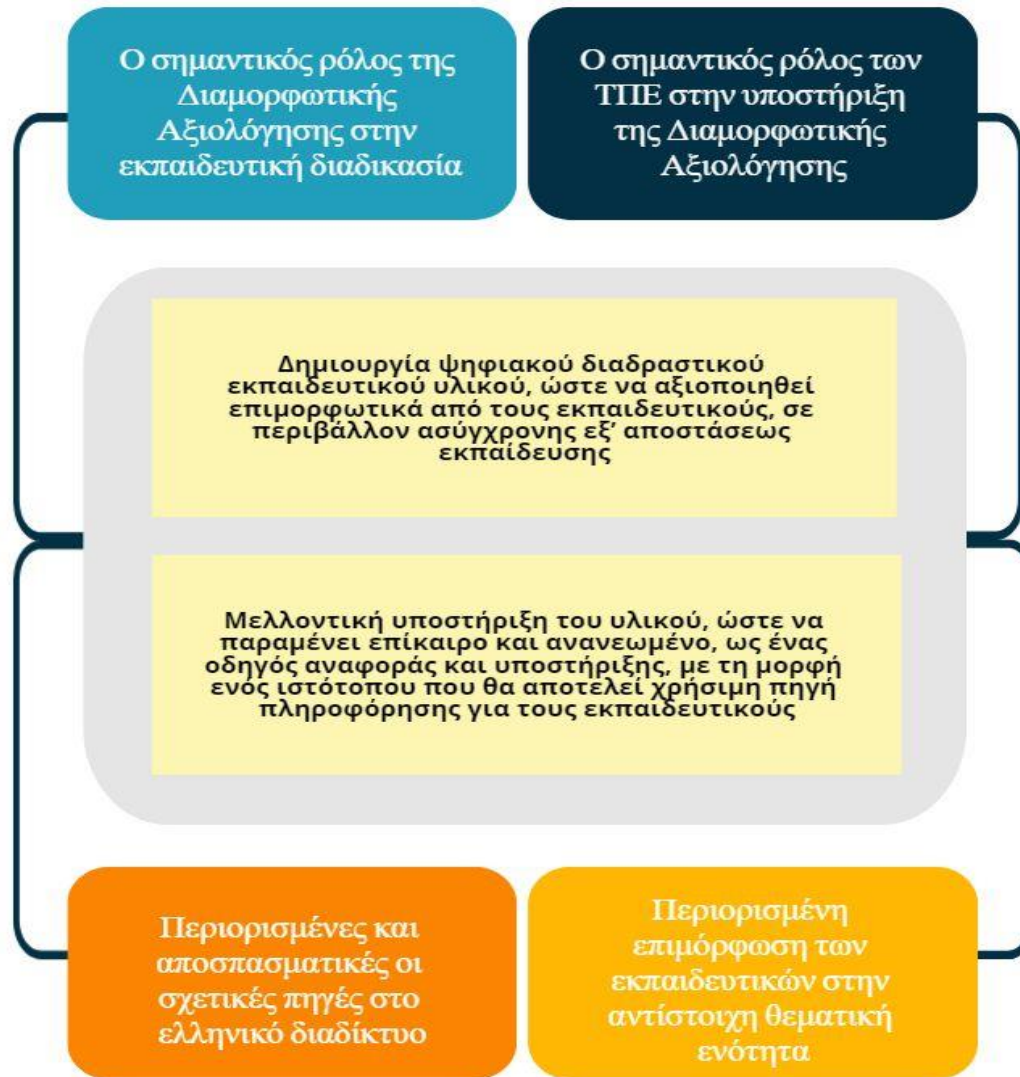 Ο σημαντικός ρόλος της
Διαμορφωτικής
Αξιολόγησης στην
εκπαιδευτική διαδικασία
Ο σημαντικός ρόλος των
ΤΠΕ στην υποστήριξη
της Διαμορφωτικής
Αξιολόγησης
Δημιουργία ψηφιακού διαδραστικού
εκπαιδευτικού υλικού, ώστε να αξιοποιηθεί
επιμορφωτικά από τους εκπαιδευτικούς, σε
περιβάλλον ασύγχρονης εξ' αποστάσεως
εκπαίδευσης
Μελλοντική υποστήριξη του υλικού, ώστε να
παραμένει επίκαιρο και ανανεωμένο, ως ένας
οδηγός αναφοράς και υποστήριξης, με τη μορφή
ενός ιστότοπου που θα αποτελεί χρήσιμη πηγή
πληροφόρησης για τους εκπαιδευτικούς
Περιορισμένες και
αποσπασματικές οι
σχετικές πηγές στο
ελληνικό διαδίκτυο
Περιορισμένη
επιμόρφωση των
εκπαιδευτικών στην
αντίστοιχη θεματική
ενότητα